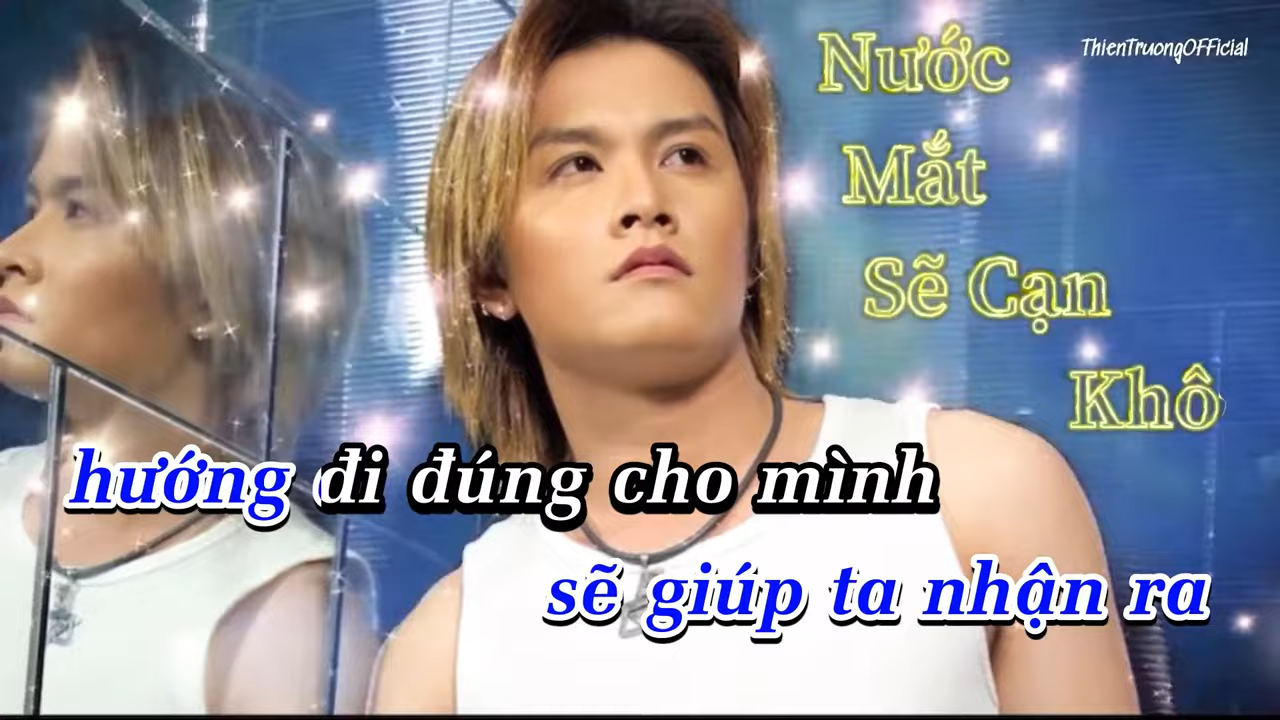 ThienTruongOFFicial
Nước
Mắt
Sẽ Cạn
Khô
hướng đi đúng cho mình
sẽ giúp ta nhận ra